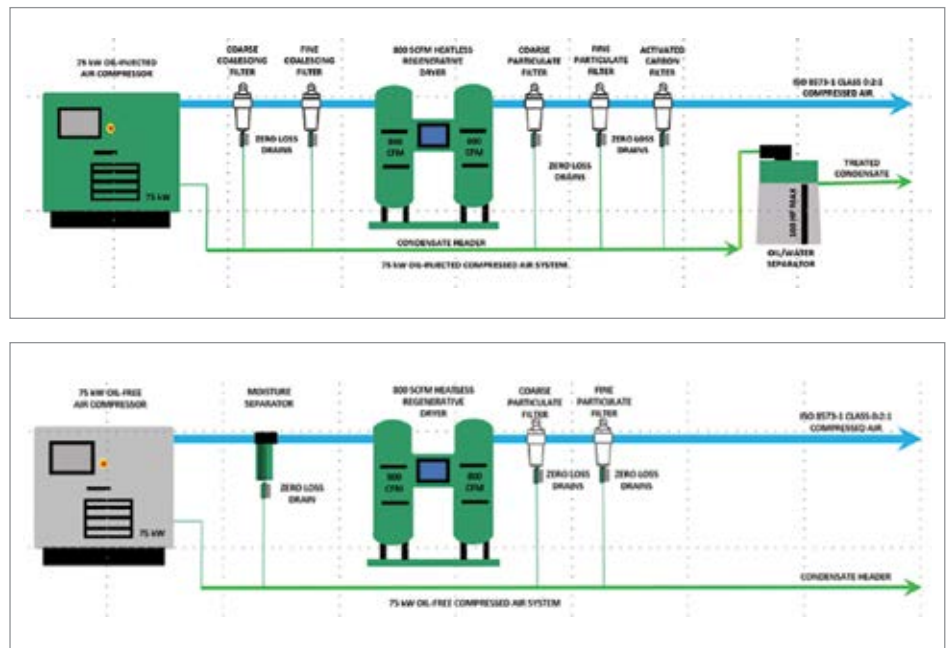 75 kW OIL-INJECTED
AIR COMPRESSOR
COARSE
COALESCING
FILTER
FINE
COALESCING
FILTER
800 SCFM HEATLESS
REGENERATIVE
DRYER
COARSE
PARTICULATE
FILTER
FINE
PARTICULATE
FILTER
ACTIVATED
CARBON
FILTER
ISO 8573-1 CLASS 0:2:1
COMPRESSED AIR
ZERO LOSS
DRAINS
800
CFM
800
CFM
ZERO LOSS
DRAINS
ZERO LOSS
DRAINS
TREATED
CONDENSATE
75 kW
100 HP MAX
CONDENSATE HEADER
OIL/WATER
SEPARATOR
75 kW OIL-INJECTED COMPRESSED AIR SYSTEM
75 kW OIL-FREE
AIR COMPRESSOR
MOISTURE
SEPARATOR
800 SCFM HEATLESS
REGENERATIVE
DRYER
COARSE
PARTICULATE
FILTER
FINE
PARTICULATE
FILTER
ISO 8573-1 CLASS 0:2:1
COMPRESSED AIR
ZERO LOSS
DRAIN
800
CFM
800
CFM
ZERO LOSS
DRAINS
ZERO LOSS
DRAINS
75 kW
CONDENSATE HEADER
75 kW OIL-FREE COMPRESSED AIR SYSTEM